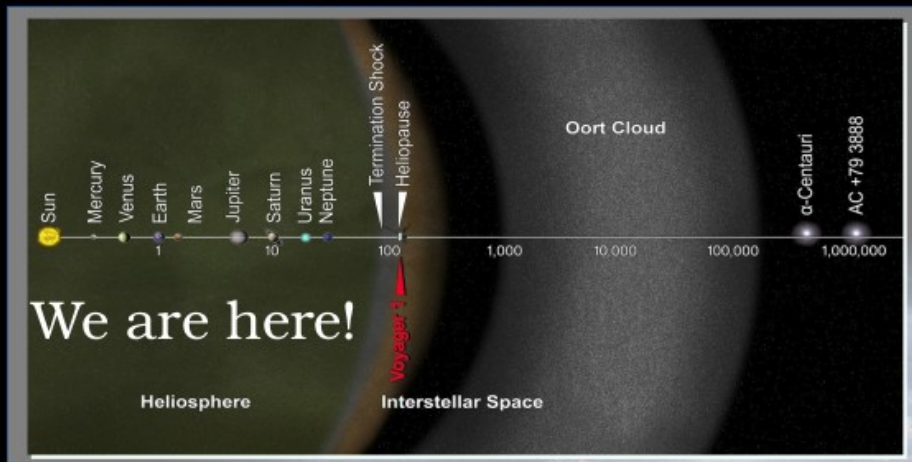 Sun
Mercury
Venus
Earth
Mars
Jupiter
Saturn
Uranus
Neptune
Termination Shock
Heliopause
Oort Cloud
α-Centauri
AC +79 3888
1
10
100
1,000
10,000
100,000
1,000,000
We are here!
Voyager 1
Heliosphere
Interstellar Space